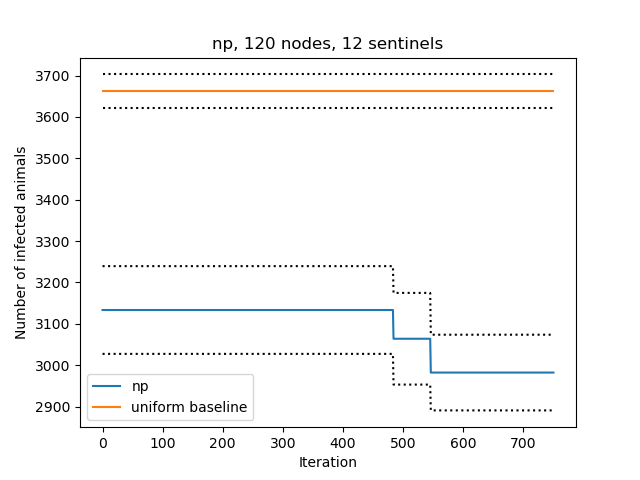 np, 120 nodes, 12 sentinels
3700
3600
3500
3400
3300
3200
3100
3000
2900
Number of infected animals
np
uniform baseline
0 100 200 300 400 500 600 700
Iteration